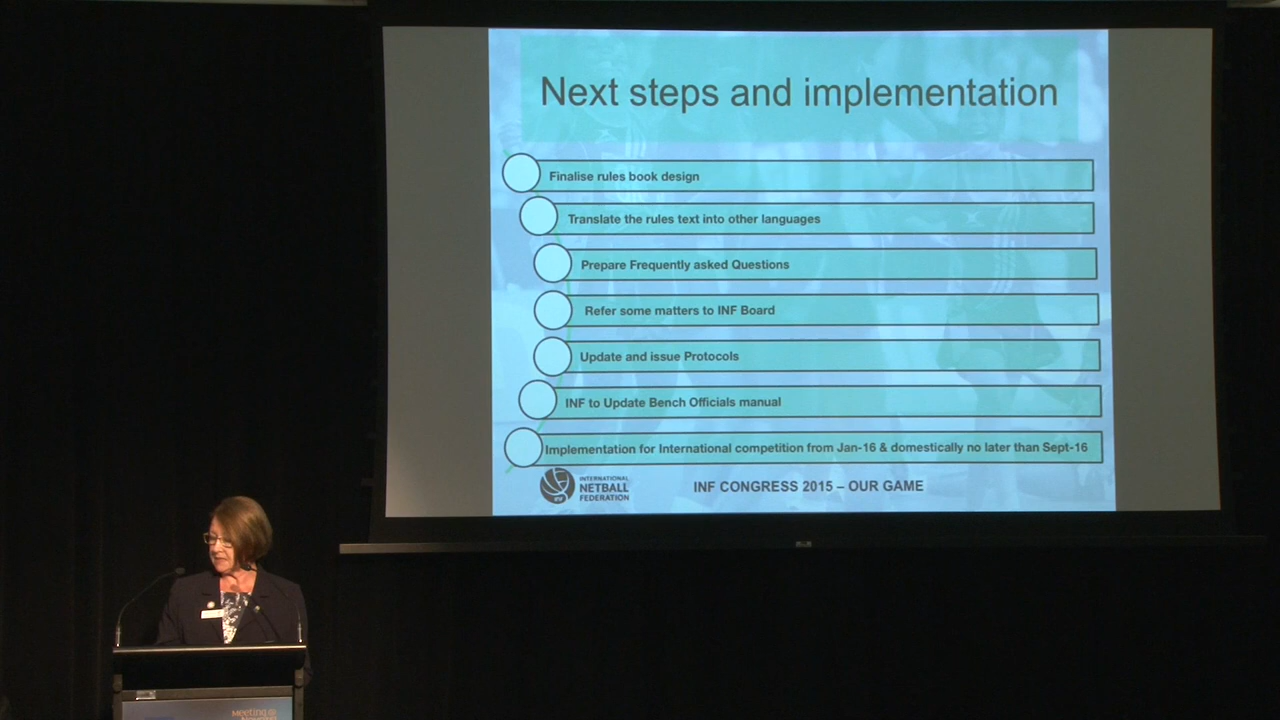 Next steps and implementation
Finalise rules book design
Translate the rules text into other languages
Prepare Frequently asked Questions
Refer some matters to INF Board
Update and issue Protocols
INF to Update Bench Officials manual
Implementation for International competition from Jan-16 & domestically no later than Sept-16
INTERNATIONAL
NETBALL
FEDERATION
INF CONGRESS 2015 – OUR GAME
Meeting @